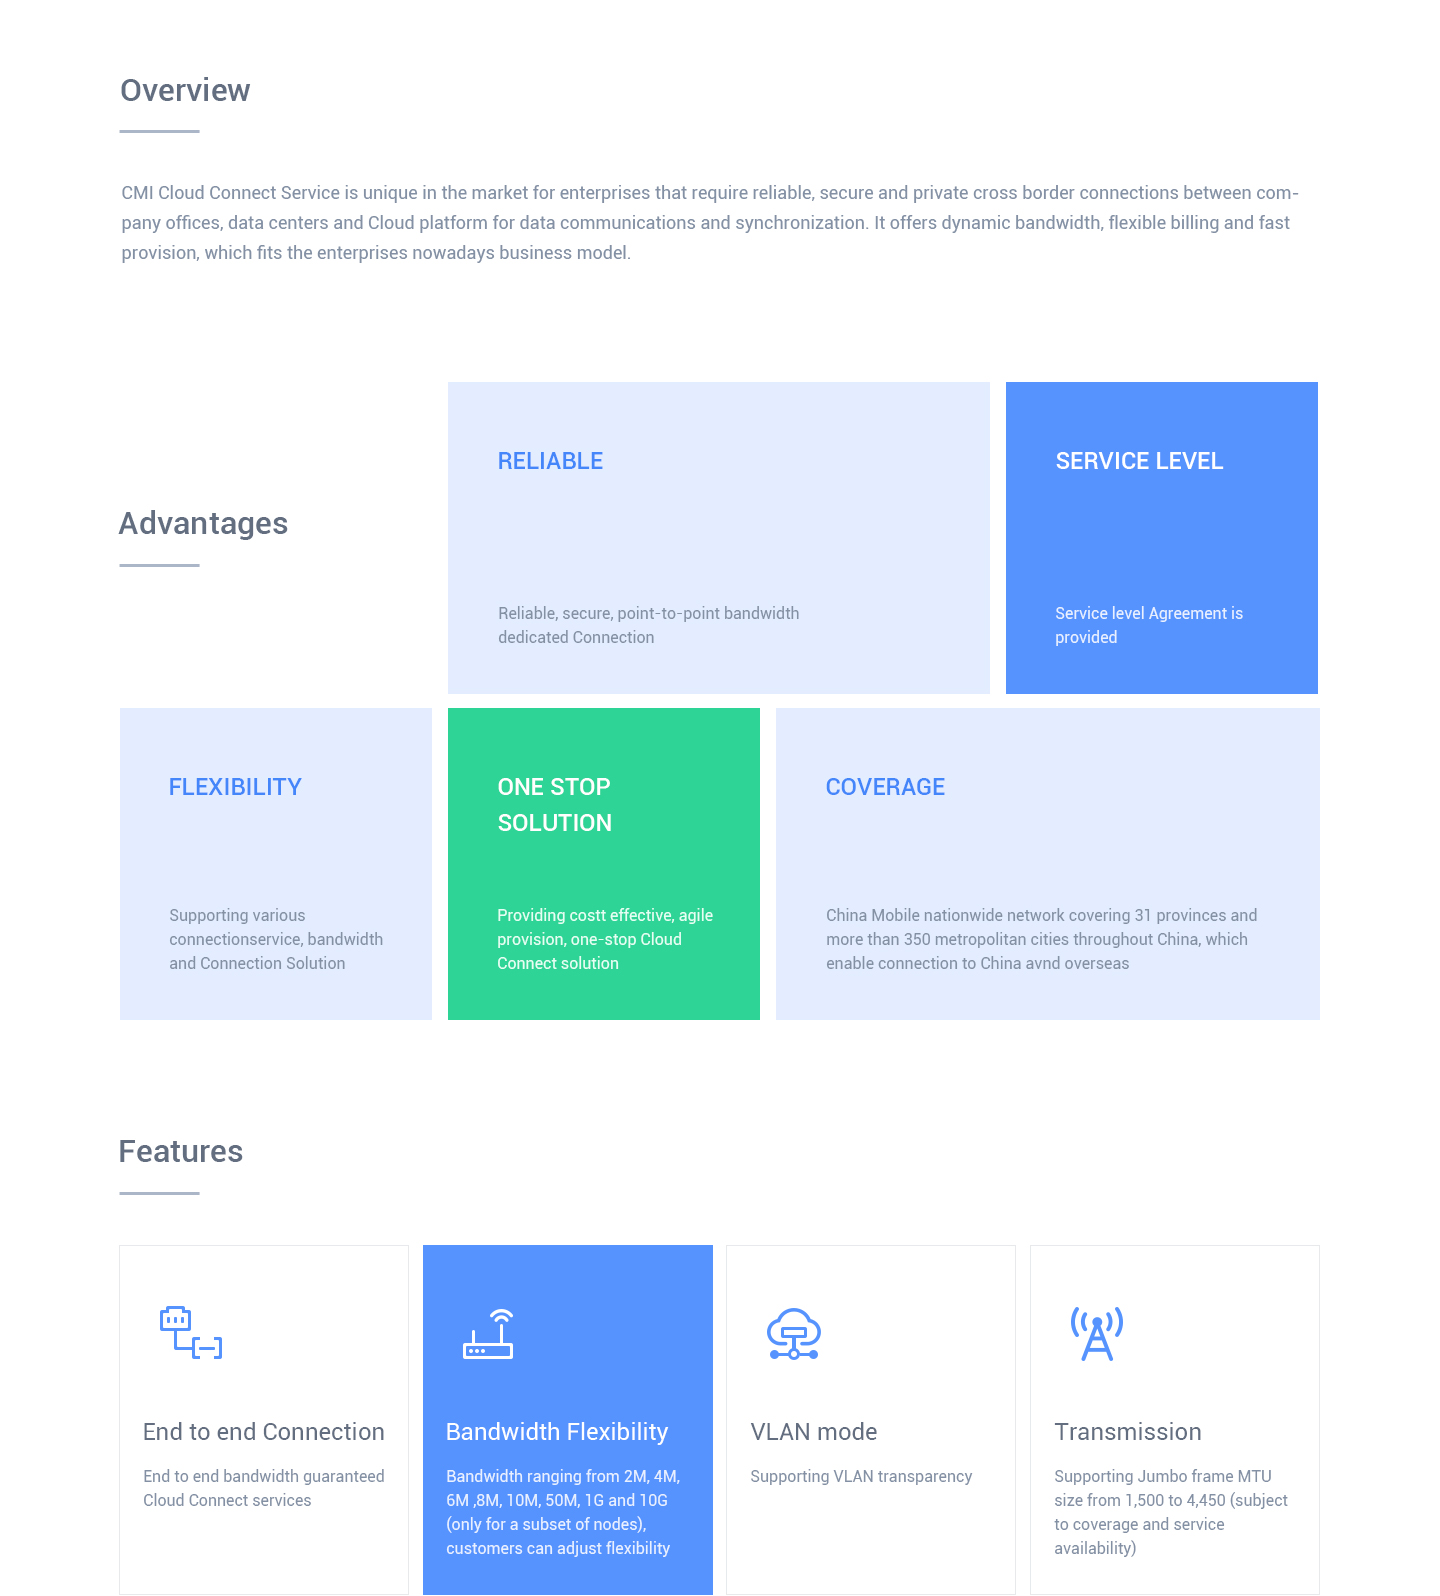 Overview
CMI Cloud Connect Service is unique in the market for enterprises that require reliable, secure and private cross border connections between com-
pany offices, data centers and Cloud platform for data communications and synchronization. It offers dynamic bandwidth, flexible billing and fast
provision, which fits the enterprises nowadays business model.
Advantages
RELIABLE
Reliable, secure, point-to-point bandwidth
dedicated Connection
SERVICE LEVEL
Service level Agreement is
provided
FLEXIBILITY
Supporting various
connectionservice, bandwidth
and Connection Solution
ONE STOP
SOLUTION
Providing costt effective, agile
provision, one-stop Cloud
Connect solution
COVERAGE
China Mobile nationwide network covering 31 provinces and
more than 350 metropolitan cities throughout China, which
enable connection to China avnd overseas
Features
End to end Connection
End to end bandwidth guaranteed
Cloud Connect services
Bandwidth Flexibility
Bandwidth ranging from 2M, 4M,
6M ,8M, 10M, 50M, 1G and 10G
(only for a subset of nodes),
customers can adjust flexibility
VLAN mode
Supporting VLAN transparency
Transmission
Supporting Jumbo frame MTU
size from 1,500 to 4,450 (subject
to coverage and service
availability)